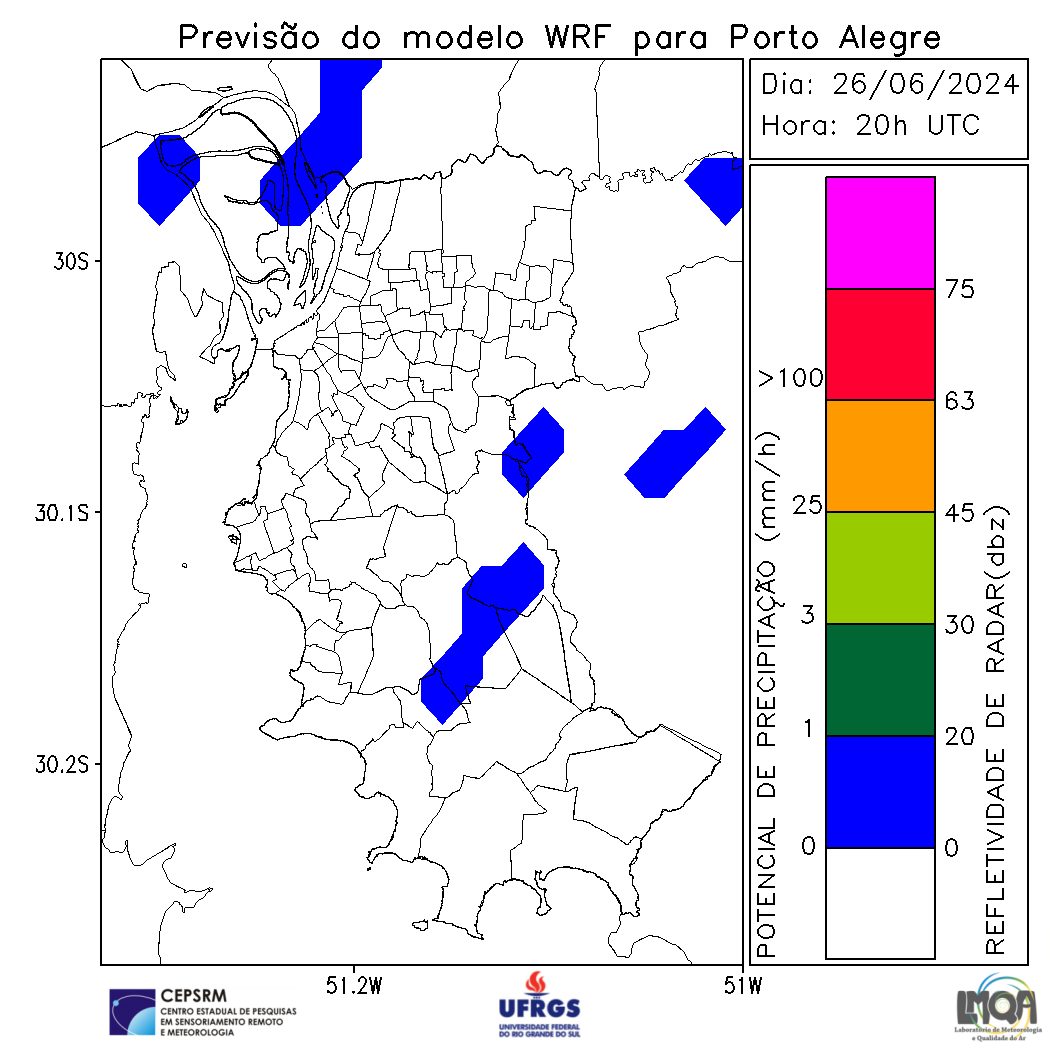 Previsão do modelo WRF para Porto Alegre
Dia: 26/06/2024
Hora: 20h UTC
30S
30.1S
30.2S
51.2W
51W
POTENCIAL DE PRECIPITAÇÃO (mm/h)
>100
25
3
1
0
75
63
45
30
20
0
REFLETIVIDADE DE RADAR(dbz)
CEPSRM
CENTRO ESTADUAL DE PESQUISAS
EM SENSORIAMENTO REMOTO
E METEOROLOGIA
UFRGS
UNIVERSIDADE FEDERAL
DO RIO GRANDE DO SUL
LMQA
Laboratório de Meteorologia
e Qualidade do Ar